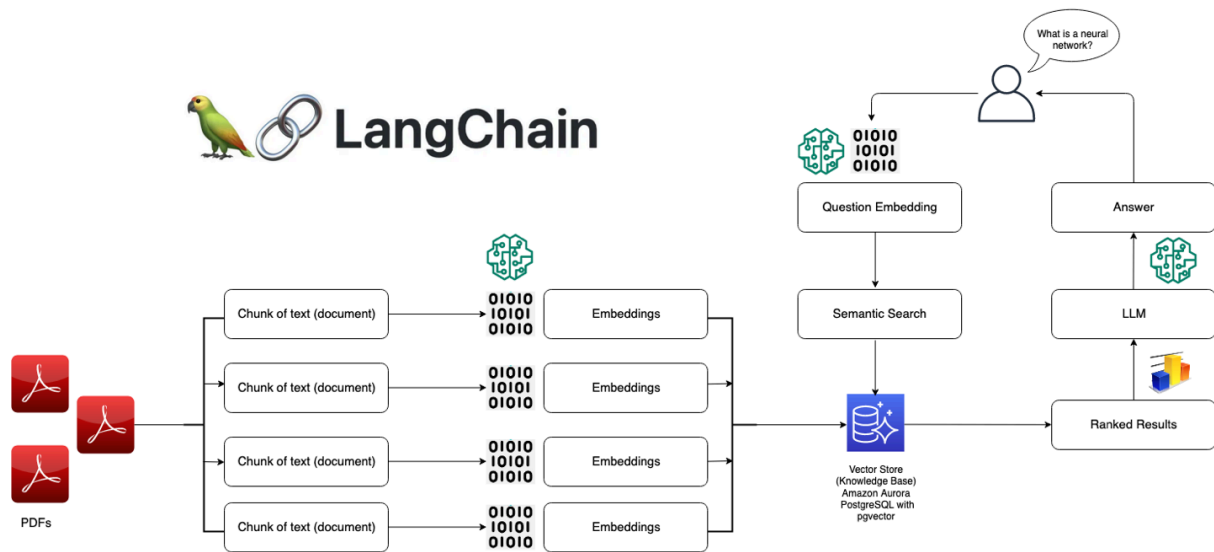 What is a neural
network?
LangChain
01010
10101
01010
Question Embedding
Answer
01010
10101
01010
Chunk of text (document)
Embeddings
Semantic Search
LLM
01010
10101
01010
Chunk of text (document)
Embeddings
Ranked Results
01010
10101
01010
Chunk of text (document)
Embeddings
Vector Store
(Knowledge Base)
Amazon Aurora
PostgreSQL with
pgvector
01010
10101
01010
Chunk of text (document)
Embeddings
PDFs